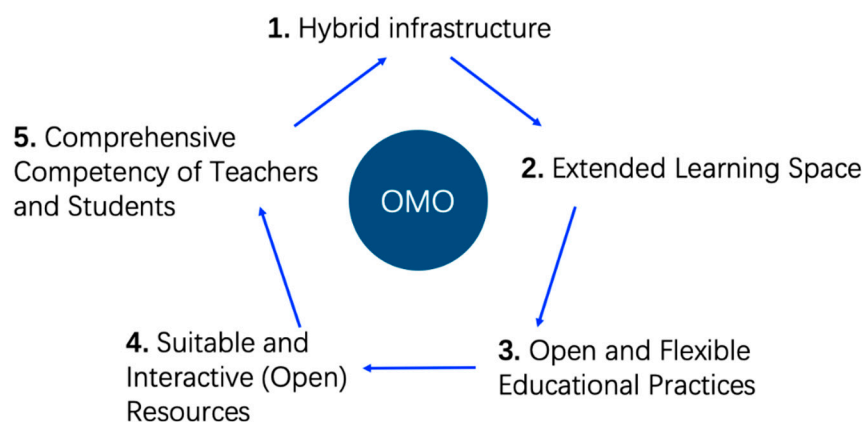 1. Hybrid infrastructure
2. Extended Learning Space
3. Open and Flexible
Educational Practices
4. Suitable and
Interactive (Open)
Resources
5. Comprehensive
Competency of Teachers
and Students
OMO